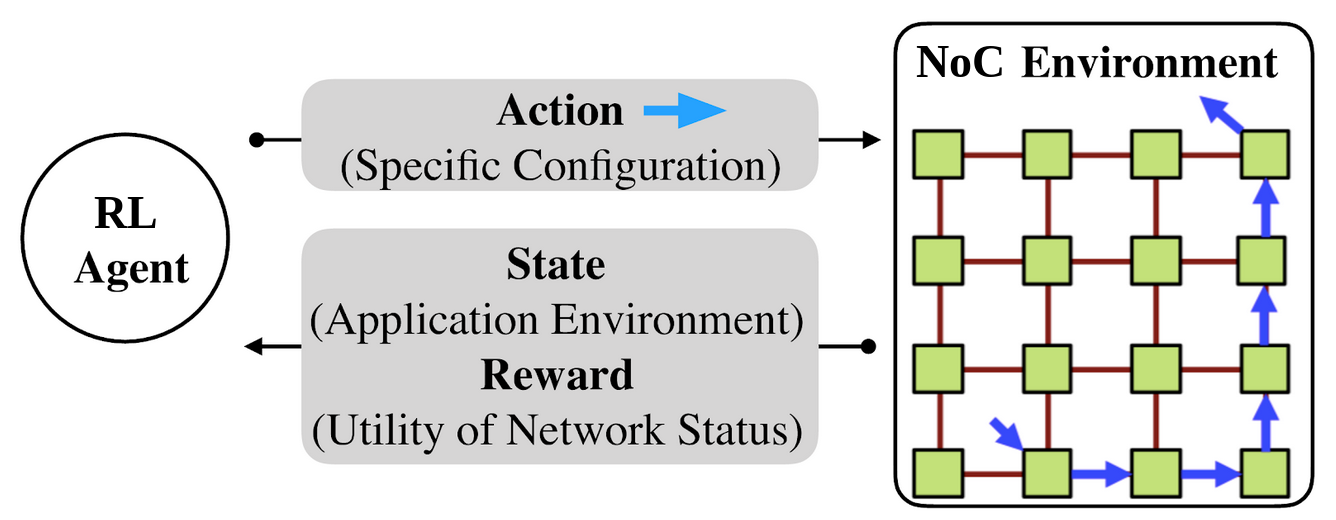 RL
Agent
Action
(Specific Configuration)
State
(Application Environment)
Reward
(Utility of Network Status)
NoC Environment